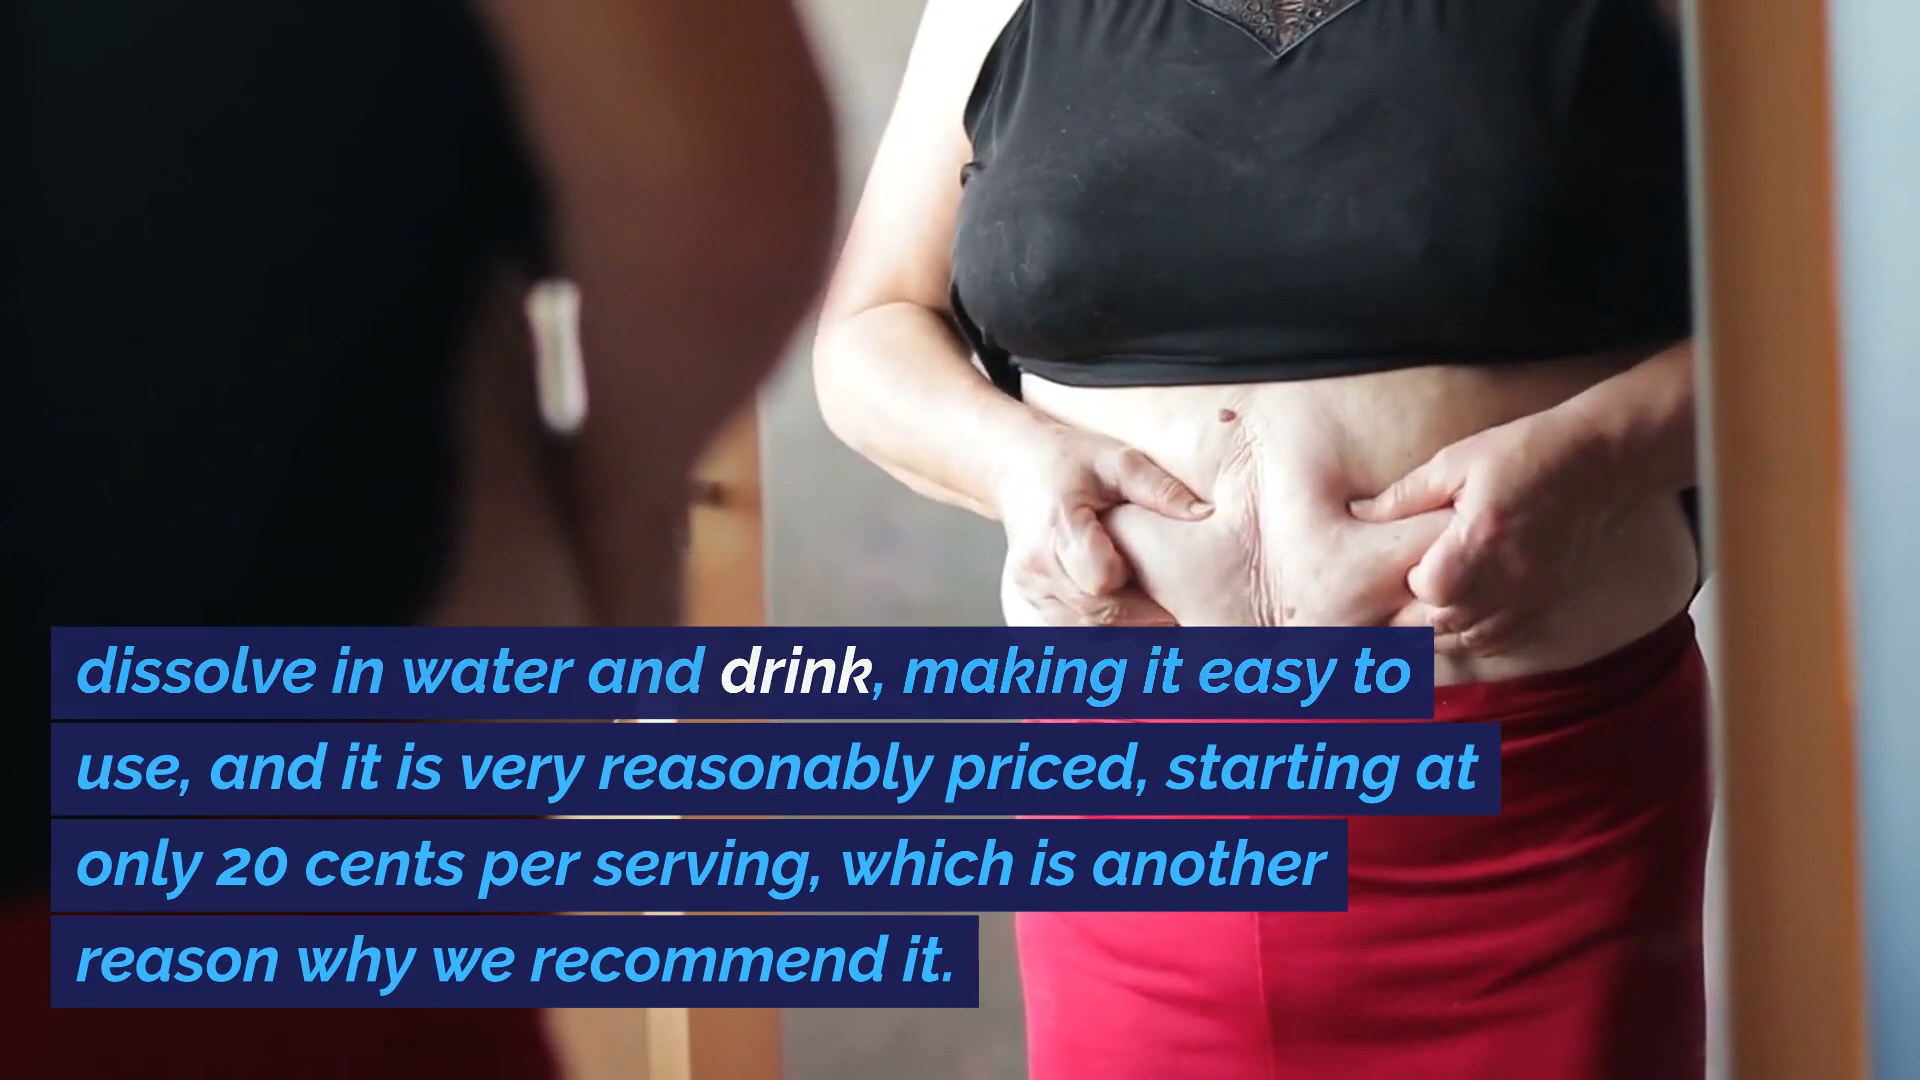 dissolve in water and drink, making it easy to
use, and it is very reasonably priced, starting at
only 20 cents per serving, which is another
reason why we recommend it.